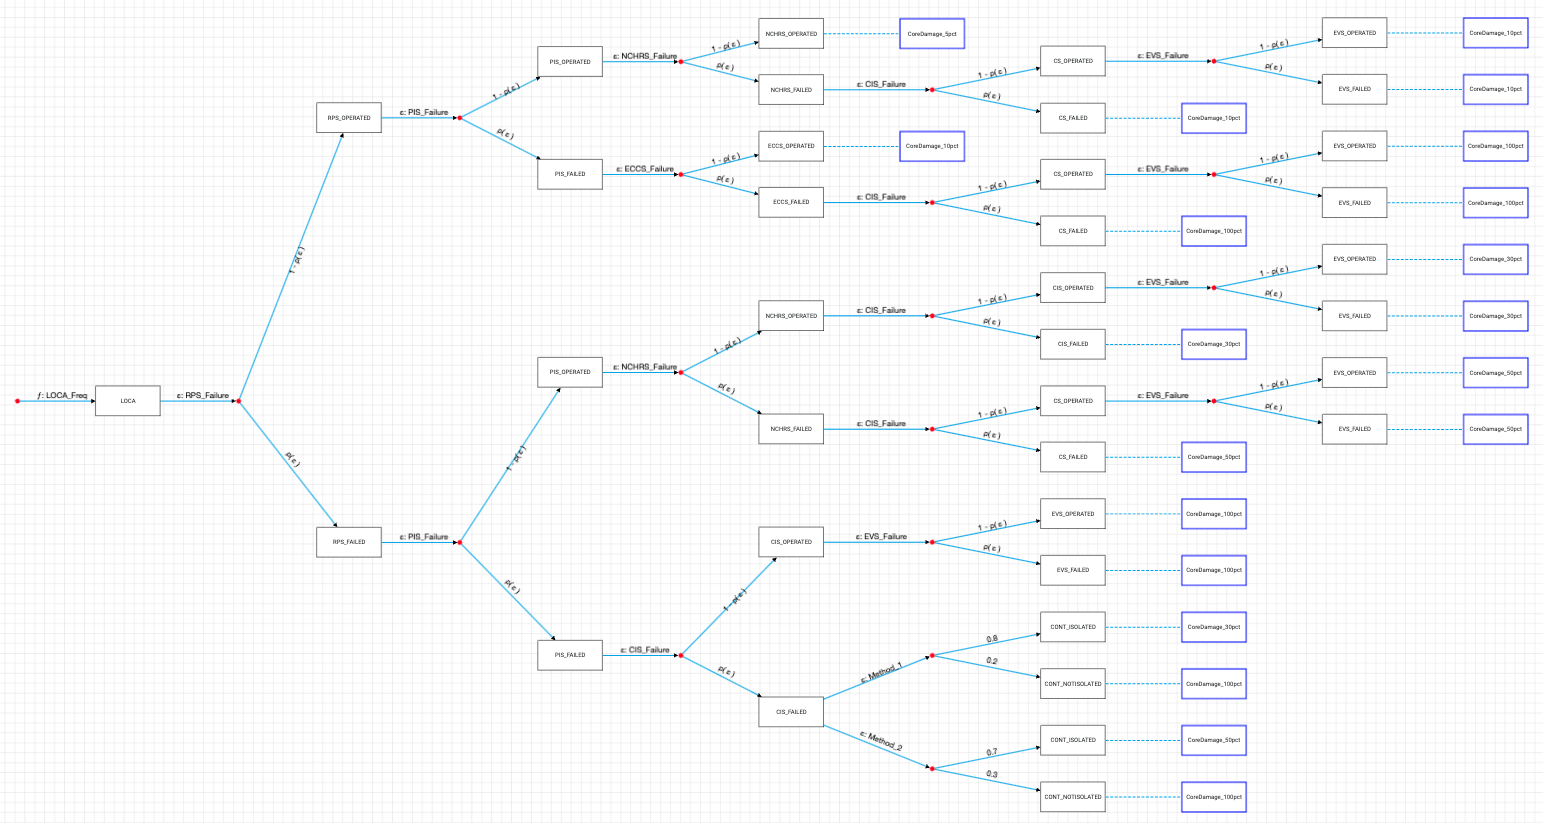 NCHRS_OPERATED
CoreDamage_5pct
EVS_OPERATED
CoreDamage_10pct
1 - p( ε )
ε: NCHRS_Failure
PIS_OPERATED
p( ε )
1 - p( ε )
CS_OPERATED
ε: EVS_Failure
1 - p( ε )
p( ε )
NCHRS_FAILED
ε: CIS_Failure
1 - p( ε )
p( ε )
EVS_FAILED
CoreDamage_10pct
CS_FAILED
CoreDamage_10pct
RPS_OPERATED
ε: PIS_Failure
p( ε )
ECCS_OPERATED
CoreDamage_10pct
EVS_OPERATED
CoreDamage_100pct
1 - p( ε )
PIS_FAILED
ε: ECCS_Failure
p( ε )
1 - p( ε )
CS_OPERATED
ε: EVS_Failure
1 - p( ε )
p( ε )
ECCS_FAILED
ε: CIS_Failure
1 - p( ε )
p( ε )
EVS_FAILED
CoreDamage_100pct
CS_FAILED
CoreDamage_100pct
1 - p( ε )
EVS_OPERATED
CoreDamage_30pct
CIS_OPERATED
ε: EVS_Failure
1 - p( ε )
p( ε )
NCHRS_OPERATED
ε: CIS_Failure
1 - p( ε )
p( ε )
EVS_FAILED
CoreDamage_30pct
CIS_FAILED
CoreDamage_30pct
1 - p( ε )
PIS_OPERATED
ε: NCHRS_Failure
p( ε )
EVS_OPERATED
CoreDamage_50pct
ƒ: LOCA_Freq
LOCA
ε: RPS_Failure
CS_OPERATED
ε: EVS_Failure
1 - p( ε )
p( ε )
NCHRS_FAILED
ε: CIS_Failure
1 - p( ε )
p( ε )
EVS_FAILED
CoreDamage_50pct
CS_FAILED
CoreDamage_50pct
p( ε )
1 - p( ε )
EVS_OPERATED
CoreDamage_100pct
RPS_FAILED
ε: PIS_Failure
CIS_OPERATED
ε: EVS_Failure
1 - p( ε )
p( ε )
EVS_FAILED
CoreDamage_100pct
p( ε )
1 - p( ε )
CONT_ISOLATED
CoreDamage_30pct
PIS_FAILED
ε: CIS_Failure
0.8
0.2
p( ε )
ε: Method_1
CONT_NOTISOLATED
CoreDamage_100pct
CIS_FAILED
ε: Method_2
CONT_ISOLATED
CoreDamage_50pct
0.7
0.3
CONT_NOTISOLATED
CoreDamage_100pct